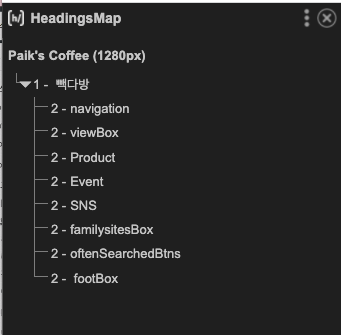 HeadingsMap
Paik's Coffee (1280px)
1 - 빽다방
2 - navigation
2 - viewBox
2 - Product
2 - Event
2 - SNS
2 - familysitesBox
2 - oftenSearchedBtns
2 - footBox